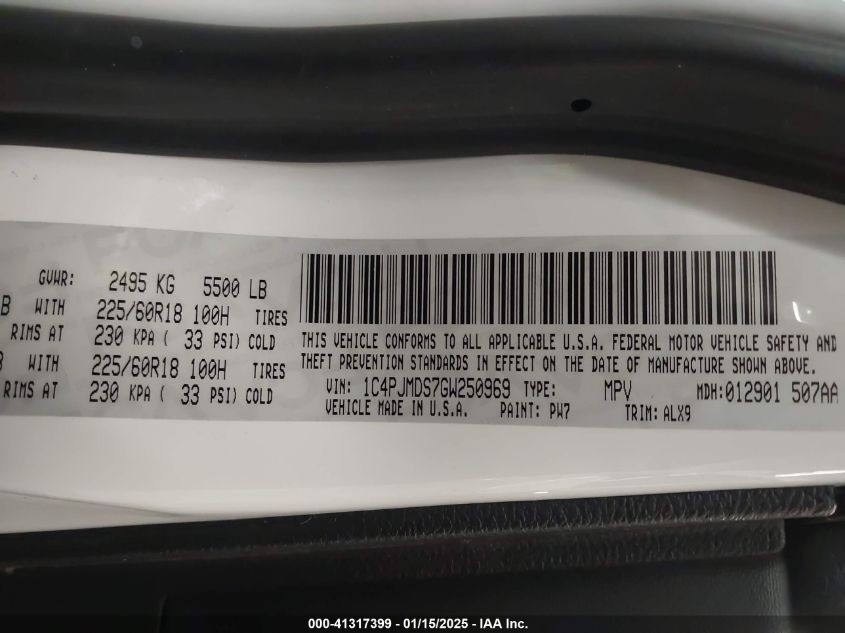 GVWR: 2495 KG 5500 LB
B WITH 225/60R18 100H TIRES
RIMS AT 230 KPA ( 33 PSI) COLD
B WITH 225/60R18 100H TIRES
RIMS AT 230 KPA ( 33 PSI) COLD
THIS VEHICLE CONFORMS TO ALL APPLICABLE U.S.A. FEDERAL MOTOR VEHICLE SAFETY AND
THEFT PREVENTION STANDARDS IN EFFECT ON THE DATE OF MANUFACTURE SHOWN ABOVE.
VIN: 1C4PJMDS7GW250969 TYPE: MPV MDH:012901 507AA
VEHICLE MADE IN U.S.A. PAINT: PW7 TRIM: ALX9
000-41317399 - 01/15/2025 - IAA Inc.